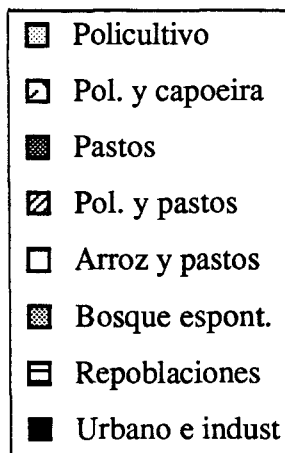 Policultivo
Pol. y capoeira
Pastos
Pol. y pastos
Arroz y pastos
Bosque espont.
Repoblaciones
Urbano e indust